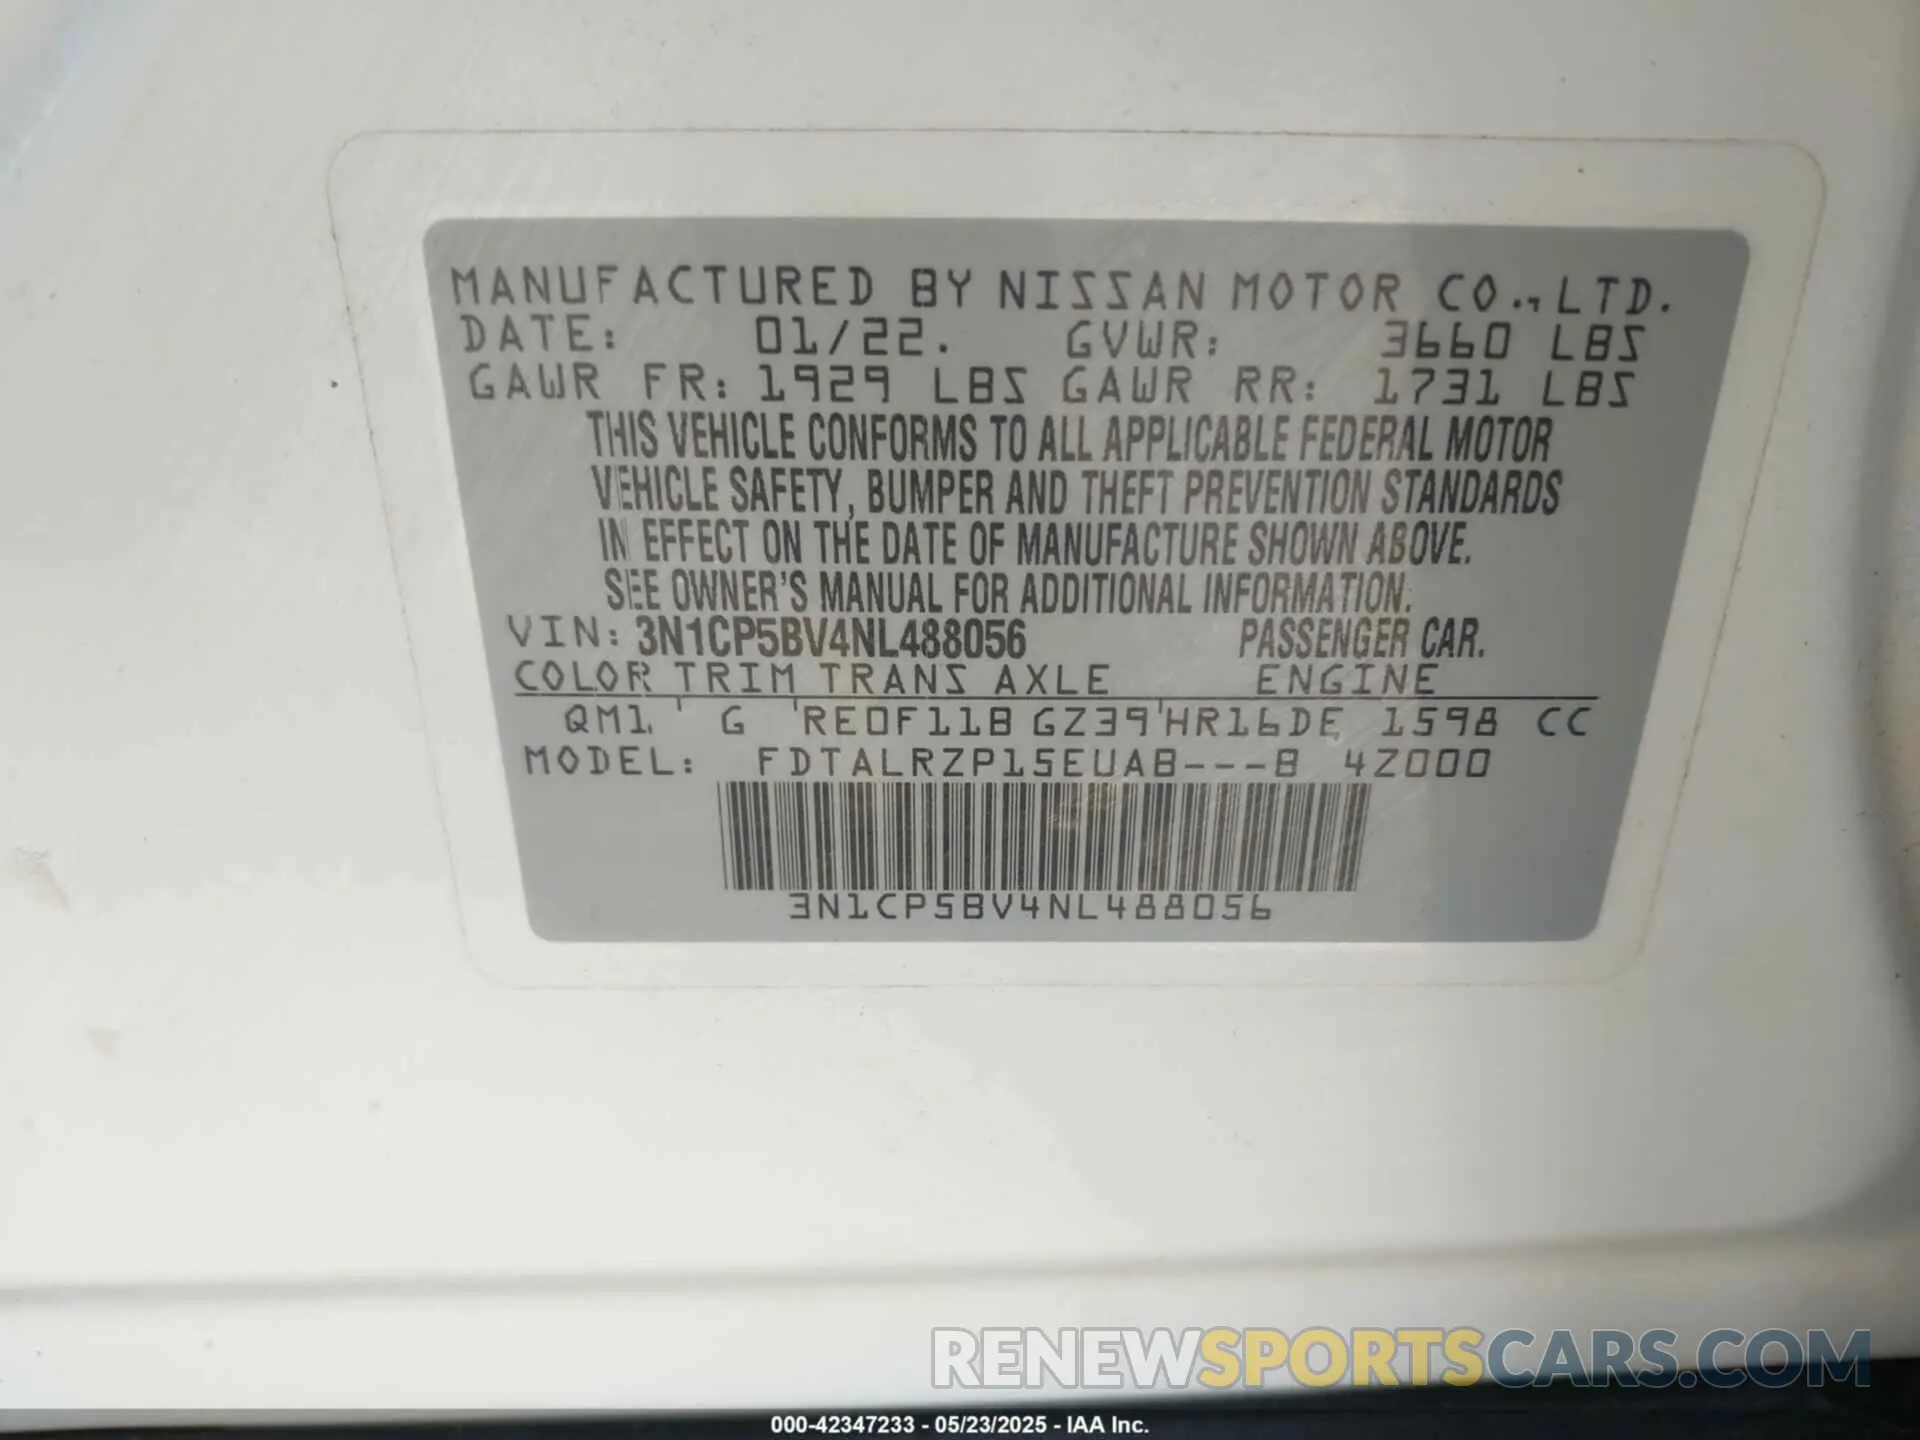 MANUFACTURED BY NISSAN MOTOR CO., LTD.
DATE: 01/22. GVWR: 3660 LBS
GAWR FR: 1929 LBS GAWR RR: 1731 LBS
THIS VEHICLE CONFORMS TO ALL APPLICABLE FEDERAL MOTOR
VEHICLE SAFETY, BUMPER AND THEFT PREVENTION STANDARDS
IN EFFECT ON THE DATE OF MANUFACTURE SHOWN ABOVE.
SEE OWNER'S MANUAL FOR ADDITIONAL INFORMATION.
VIN: 3N1CP5BV4NL488056 PASSENGER CAR.
COLOR TRIM TRANS AXLE ENGINE
QM1 G RE0F11B GZ39 HR16DE 1598 CC
MODEL: FDTALRZP15EUAB---B 4Z000
3N1CP5BV4NL488056
RENEWSPORTSCARS.COM
000-42347233 - 05/23/2025 - IAA Inc.